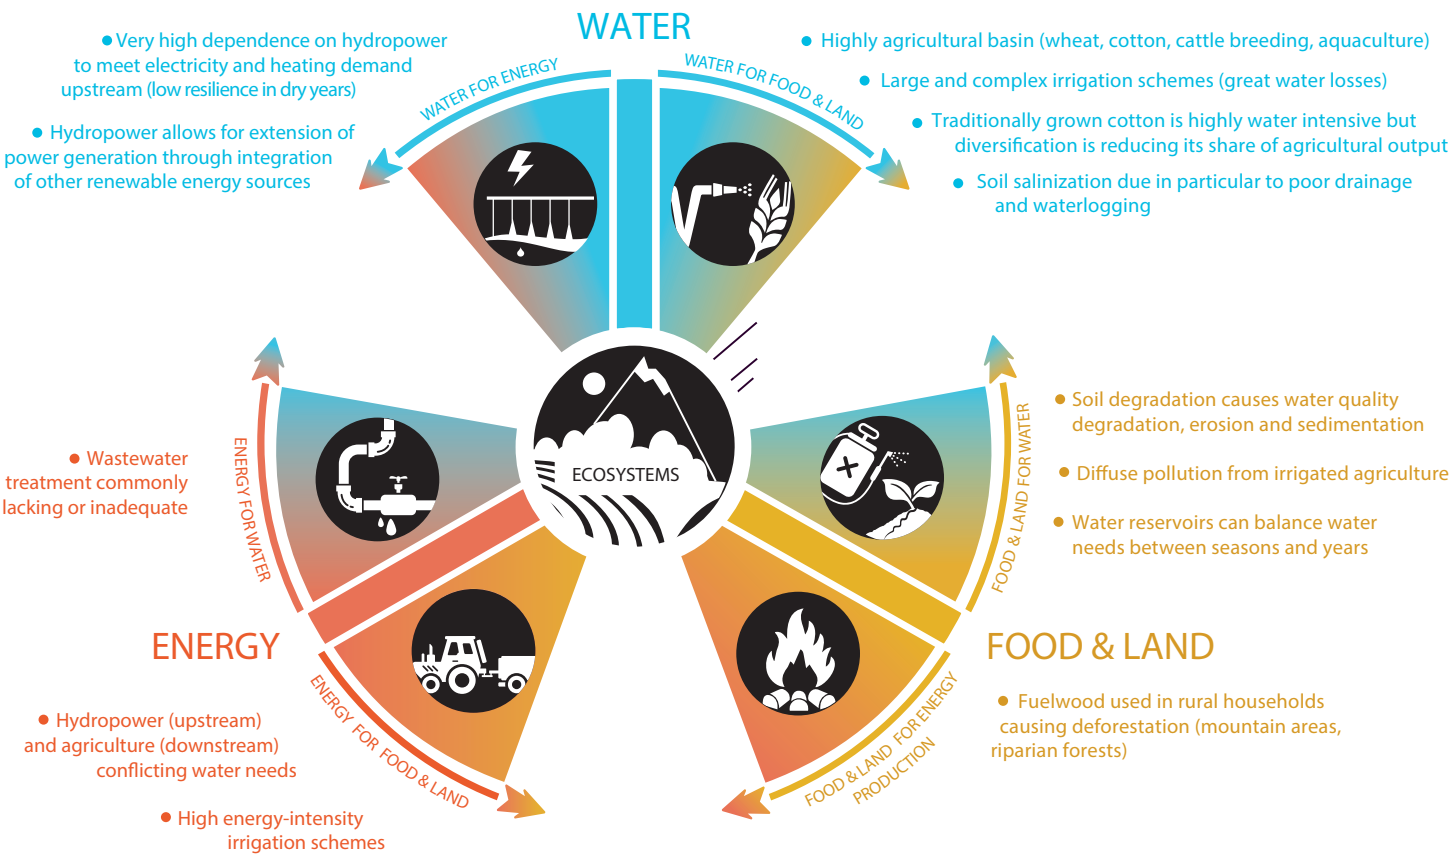 WATER
• Very high dependence on hydropower
to meet electricity and heating demand
upstream (low resilience in dry years)
• Hydropower allows for extension of
power generation through integration
of other renewable energy sources
WATER FOR ENERGY
WATER FOR FOOD & LAND
• Highly agricultural basin (wheat, cotton, cattle breeding, aquaculture)
• Large and complex irrigation schemes (great water losses)
• Traditionally grown cotton is highly water intensive but
diversification is reducing its share of agricultural output
• Soil salinization due in particular to poor drainage
and waterlogging
ECOSYSTEMS
• Wastewater
treatment commonly
lacking or inadequate
ENERGY FOR WATER
ENERGY
• Hydropower (upstream)
and agriculture (downstream)
conflicting water needs
• High energy-intensity
irrigation schemes
ENERGY FOR FOOD & LAND
FOOD & LAND FOR WATER
• Soil degradation causes water quality
degradation, erosion and sedimentation
• Diffuse pollution from irrigated agriculture
• Water reservoirs can balance water
needs between seasons and years
FOOD & LAND
• Fuelwood used in rural households
causing deforestation (mountain areas,
riparian forests)
FOOD & LAND FOR ENERGY
PRODUCTION